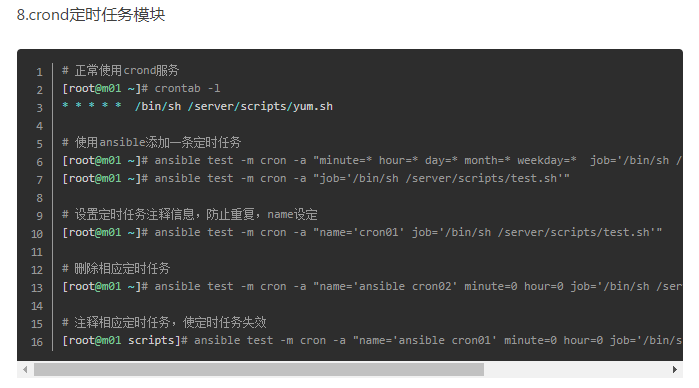 8.crond定时任务模块
1 # 正常使用crond服务
2 [root@m01 ~]# crontab -l
3 * * * * *  /bin/sh /server/scripts/yum.sh
4
5 # 使用ansible添加一条定时任务
6 [root@m01 ~]# ansible test -m cron -a "minute=* hour=* day=* month=* weekday=*  job='/bin/sh /
7 [root@m01 ~]# ansible test -m cron -a "job='/bin/sh /server/scripts/test.sh'"
8
9 # 设置定时任务注释信息，防止重复，name设定
10 [root@m01 ~]# ansible test -m cron -a "name='cron01' job='/bin/sh /server/scripts/test.sh'"
11
12 # 删除相应定时任务
13 [root@m01 ~]# ansible test -m cron -a "name='ansible cron02' minute=0 hour=0 job='/bin/sh /ser
14
15 # 注释相应定时任务，使定时任务失效
16 [root@m01 scripts]# ansible test -m cron -a "name='ansible cron01' minute=0 hour=0 job='/bin/s